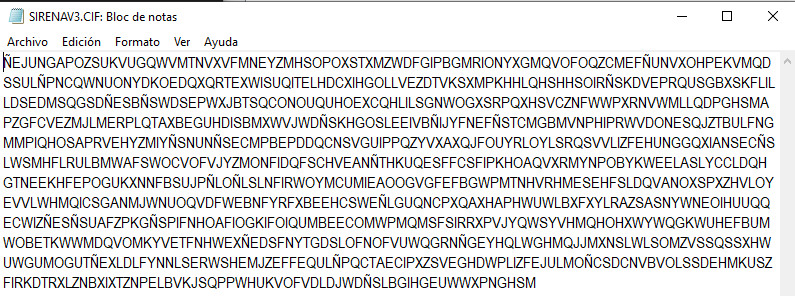 SIRENAV3.CIF: Bloc de notas
Archivo Edición Formato Ver Ayuda
ÑEJUNGAPOZSUKVUGQWVMTNVXVFMNEYZMHSOPOXSTXMZWDFGIPBGMRIONYXGMQVOFOQZCMEFÑUNVXOHPEKVMQD
SSULÑPNCQWNUONYDKOEDQXQRTEXWISUQITELHDCXIHGOLLVEZDTVKSXMPKHHLQHSHHSOIRÑSKDVEPRQUSGBXSKFLIL
LDSEDMSQGSDÑESBÑSWDSEPWXJBTSQCONOUQUHOEXCQHLILSGNWOGXSRPQXHSVCZNFWWPXRNVWMLLQDPGHSMA
PZGFCVEZMJLMERPLQTAXBEGUHDISBMXWVJWDÑSKHGOSLEEIVBÑIJYFNEFÑSTCMGBMVNPHIPRWVDONESQJZTBULFNG
MMPIQHOSAPRVEHYZMIYÑSNUNÑSECMPBEPDDQCNSVGUIPPQZYVXAXQJFOUYRLOYLSRQSVVLIZFEHUNGGQXIANSECÑS
LWSMHFLRULBMWAFSWOCVOFVJYZMONFIDQFSCHVEANÑTHKUQESFFCSFIPKHOAQVXRMYNPOBYKWEELASLYCCLDQH
GTNEEKHFEPOGUKXNNFBSUJPÑLOÑLSLNFIRWOYMCUMIEAOOGVGFEFBGWPMTNHVRHMESEHFSLDQVANOXSPXZHVLOY
EVVLWHMQICSGANMJWNUOQVDFWEBNFYRFXBEEHCSWEÑLGUQNCPXQAXHAPHWUWLBXFXYLRAZSASNYWNEOIHUUQQ
ECWIZÑESÑSUAFZPKGÑSPIFNHOAFIOGKIFOIQUMBEECOMWPMQMSFSIRRXPVJYQWSYVHMQHOHXWYWQGKWUHEFBUM
WOBETKWWMDQVOMKYVETFNHWEXÑEDSFNYTGDSLOFNOFVUWQGRNÑGEYHQLWGHMQJJMXNSLWLSOMZVSSQSSXHW
UWGUMOGUTÑEXLDLFYNNLSERWSHEMJZEFFEQULÑPQCTAECIPXZSVEGHDWPLIZFEJULMOÑCSDCNVBVOLSSDEHMKUSZ
FIRKDTRXLZNBXIXTZNPELBVKJSQPPWHUKVOFVDLDJWDÑSLBGIHGEUWWXPNGHSM